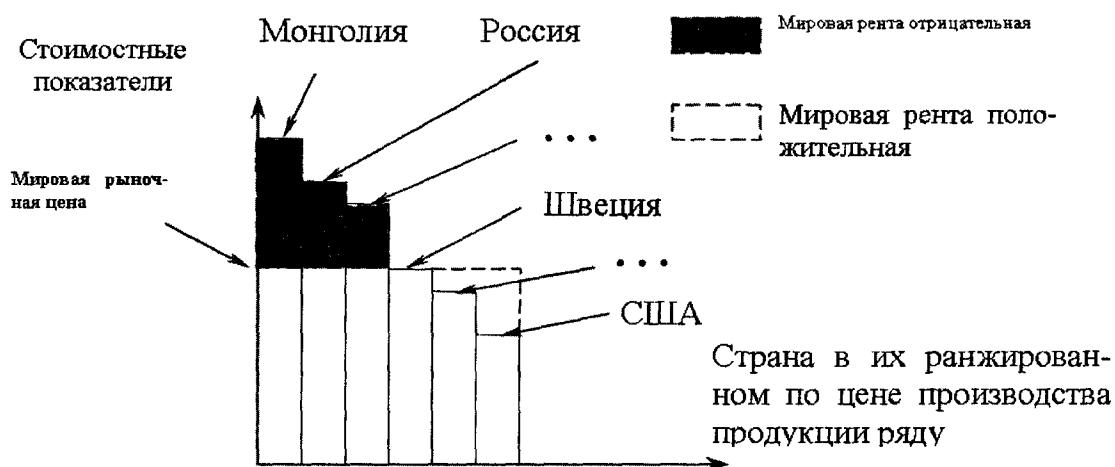 Стоимостные
показатели
Монголия
Россия
Мировая рента отрицательная
Мировая рента поло-
жительная
Мировая рыноч-
ная цена
Швеция
США
Страна в их ранжирован-
ном по цене производства
продукции ряду